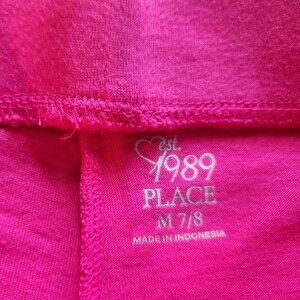 est.
1989
PLACE
M 7/8
MADE IN INDONESIA